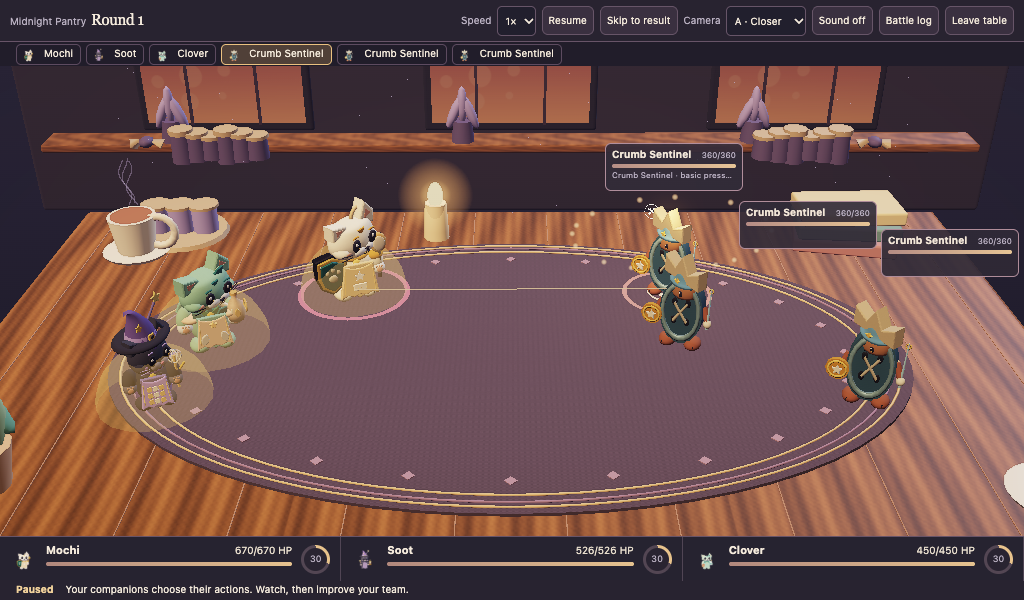 Midnight Pantry Round 1
Speed 1x Resume Skip to result Camera A · Closer Sound off Battle log Leave table
Mochi Soot Clover Crumb Sentinel Crumb Sentinel Crumb Sentinel
Crumb Sentinel 360/360
Crumb Sentinel · basic press...
Crumb Sentinel 360/360
Crumb Sentinel 360/360
Mochi 670/670 HP 30
Soot 526/526 HP 30
Clover 450/450 HP 30
Paused Your companions choose their actions. Watch, then improve your team.